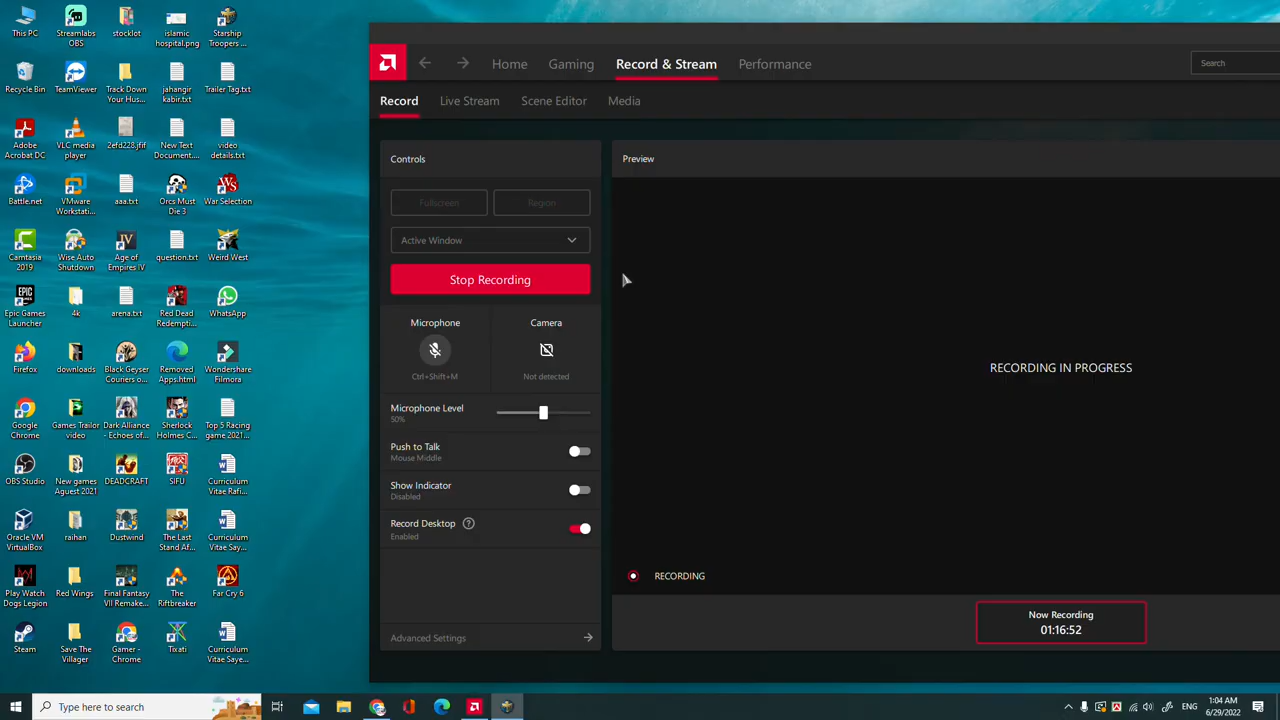 This PC
Streamlabs
OBS
stocklot
islamic
hospital.png
Starship
Troopers ...
Recycle Bin
TeamViewer
Track Down
Your Hus...
jahangir
kabir.txt
Trailer Tag.txt
Adobe
Acrobat DC
VLC media
player
2efd228.jfif
New Text
Document....
video
details.txt
Battle.net
VMware
Workstati...
aaa.txt
Orcs Must
Die 3
War Selection
Camtasia
2019
Wise Auto
Shutdown
Age of
Empires IV
question.txt
Weird West
Epic Games
Launcher
4k
arena.txt
Red Dead
Redempti...
WhatsApp
Firefox
downloads
Black Geyser
Couriers o...
Removed
Apps.html
Wondershare
Filmora
Google
Chrome
Games Trailor
video
Dark Alliance
- Echoes of...
Sherlock
Holmes C...
Top 5 Racing
game 2021...
OBS Studio
New games
Aguest 2021
DEADCRAFT
SIFU
Curriculum
Vitae Rafi...
Oracle VM
VirtualBox
raihan
Dustwind
The Last
Stand Af...
Curriculum
Vitae Say...
Play Watch
Dogs Legion
Red Wings
Final Fantasy
VII Remake...
The
Riftbreaker
Far Cry 6
Steam
Save The
Villager
Gamer -
Chrome
Tixati
Curriculum
Vitae Saye...
Home
Gaming
Record & Stream
Performance
Search
Record
Live Stream
Scene Editor
Media
Controls
Fullscreen
Region
Active Window
Stop Recording
Microphone
Camera
Ctrl+Shift+M
Not detected
Microphone Level
50%
Push to Talk
Mouse Middle
Show Indicator
Disabled
Record Desktop
Enabled
Advanced Settings
Preview
RECORDING IN PROGRESS
RECORDING
Now Recording
01:16:52
Type here to search
ENG
1:04 AM
6/29/2022